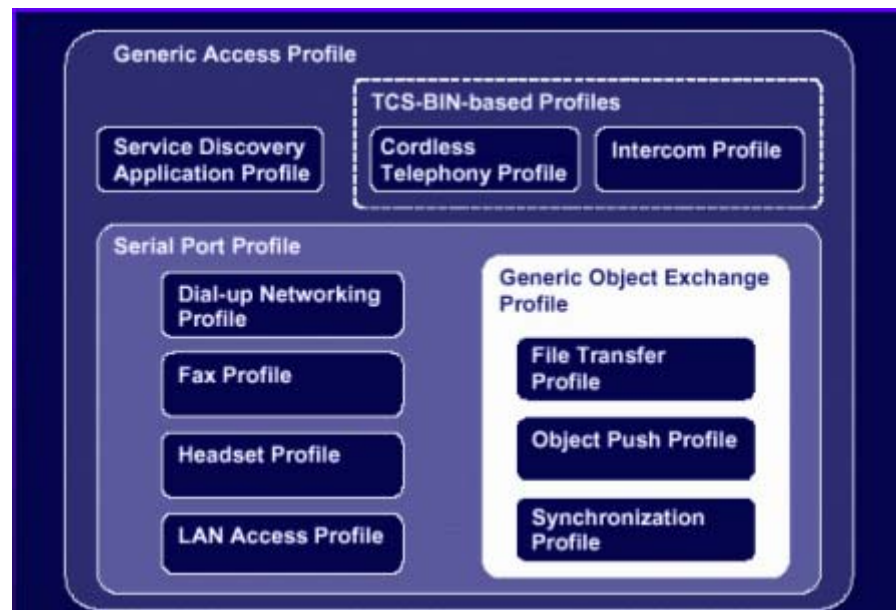 Generic Access Profile
TCS-BIN-based Profiles
Service Discovery
Application Profile
Cordless
Telephony Profile
Intercom Profile
Serial Port Profile
Dial-up Networking
Profile
Fax Profile
Headset Profile
LAN Access Profile
Generic Object Exchange
Profile
File Transfer
Profile
Object Push Profile
Synchronization
Profile